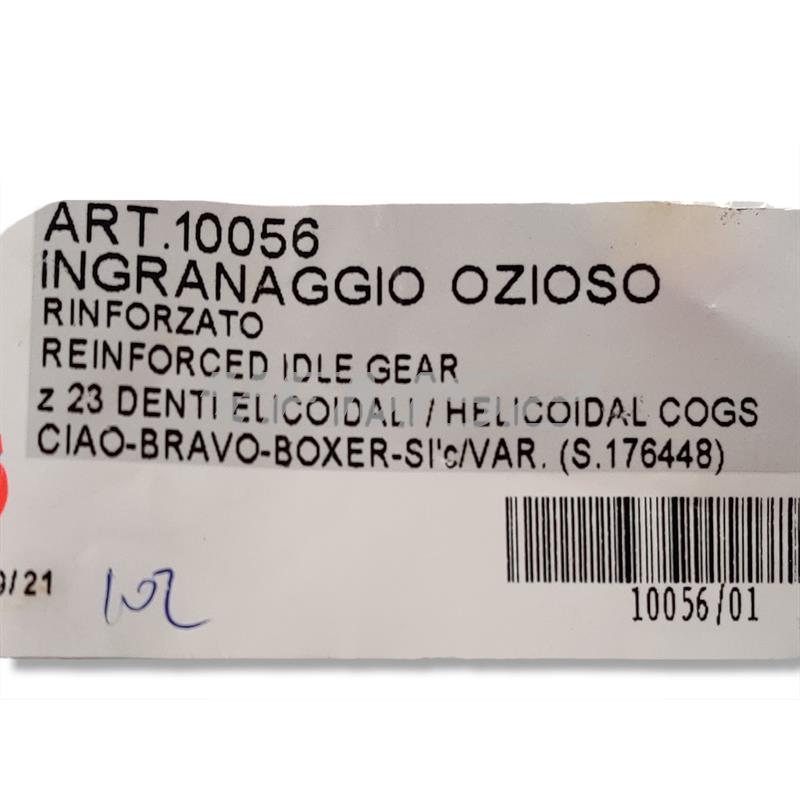 ART.10056
iNGRANAGGIO OZIOSO
RINFORZATO
REINFORCED IDLE GEAR
z 23 DENTI ELICOIDALI / HELICOIDAL COGS
CIAO-BRAVO-BOXER-SI'c/VAR. (S.176448)
10056/01
/21